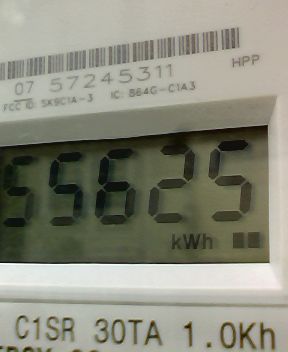 HPP
07 57245311
FCC ID: SK9C1A-3 IC: 864G-C1A3
55625
kWh
C1SR 30TA 1.0Kh